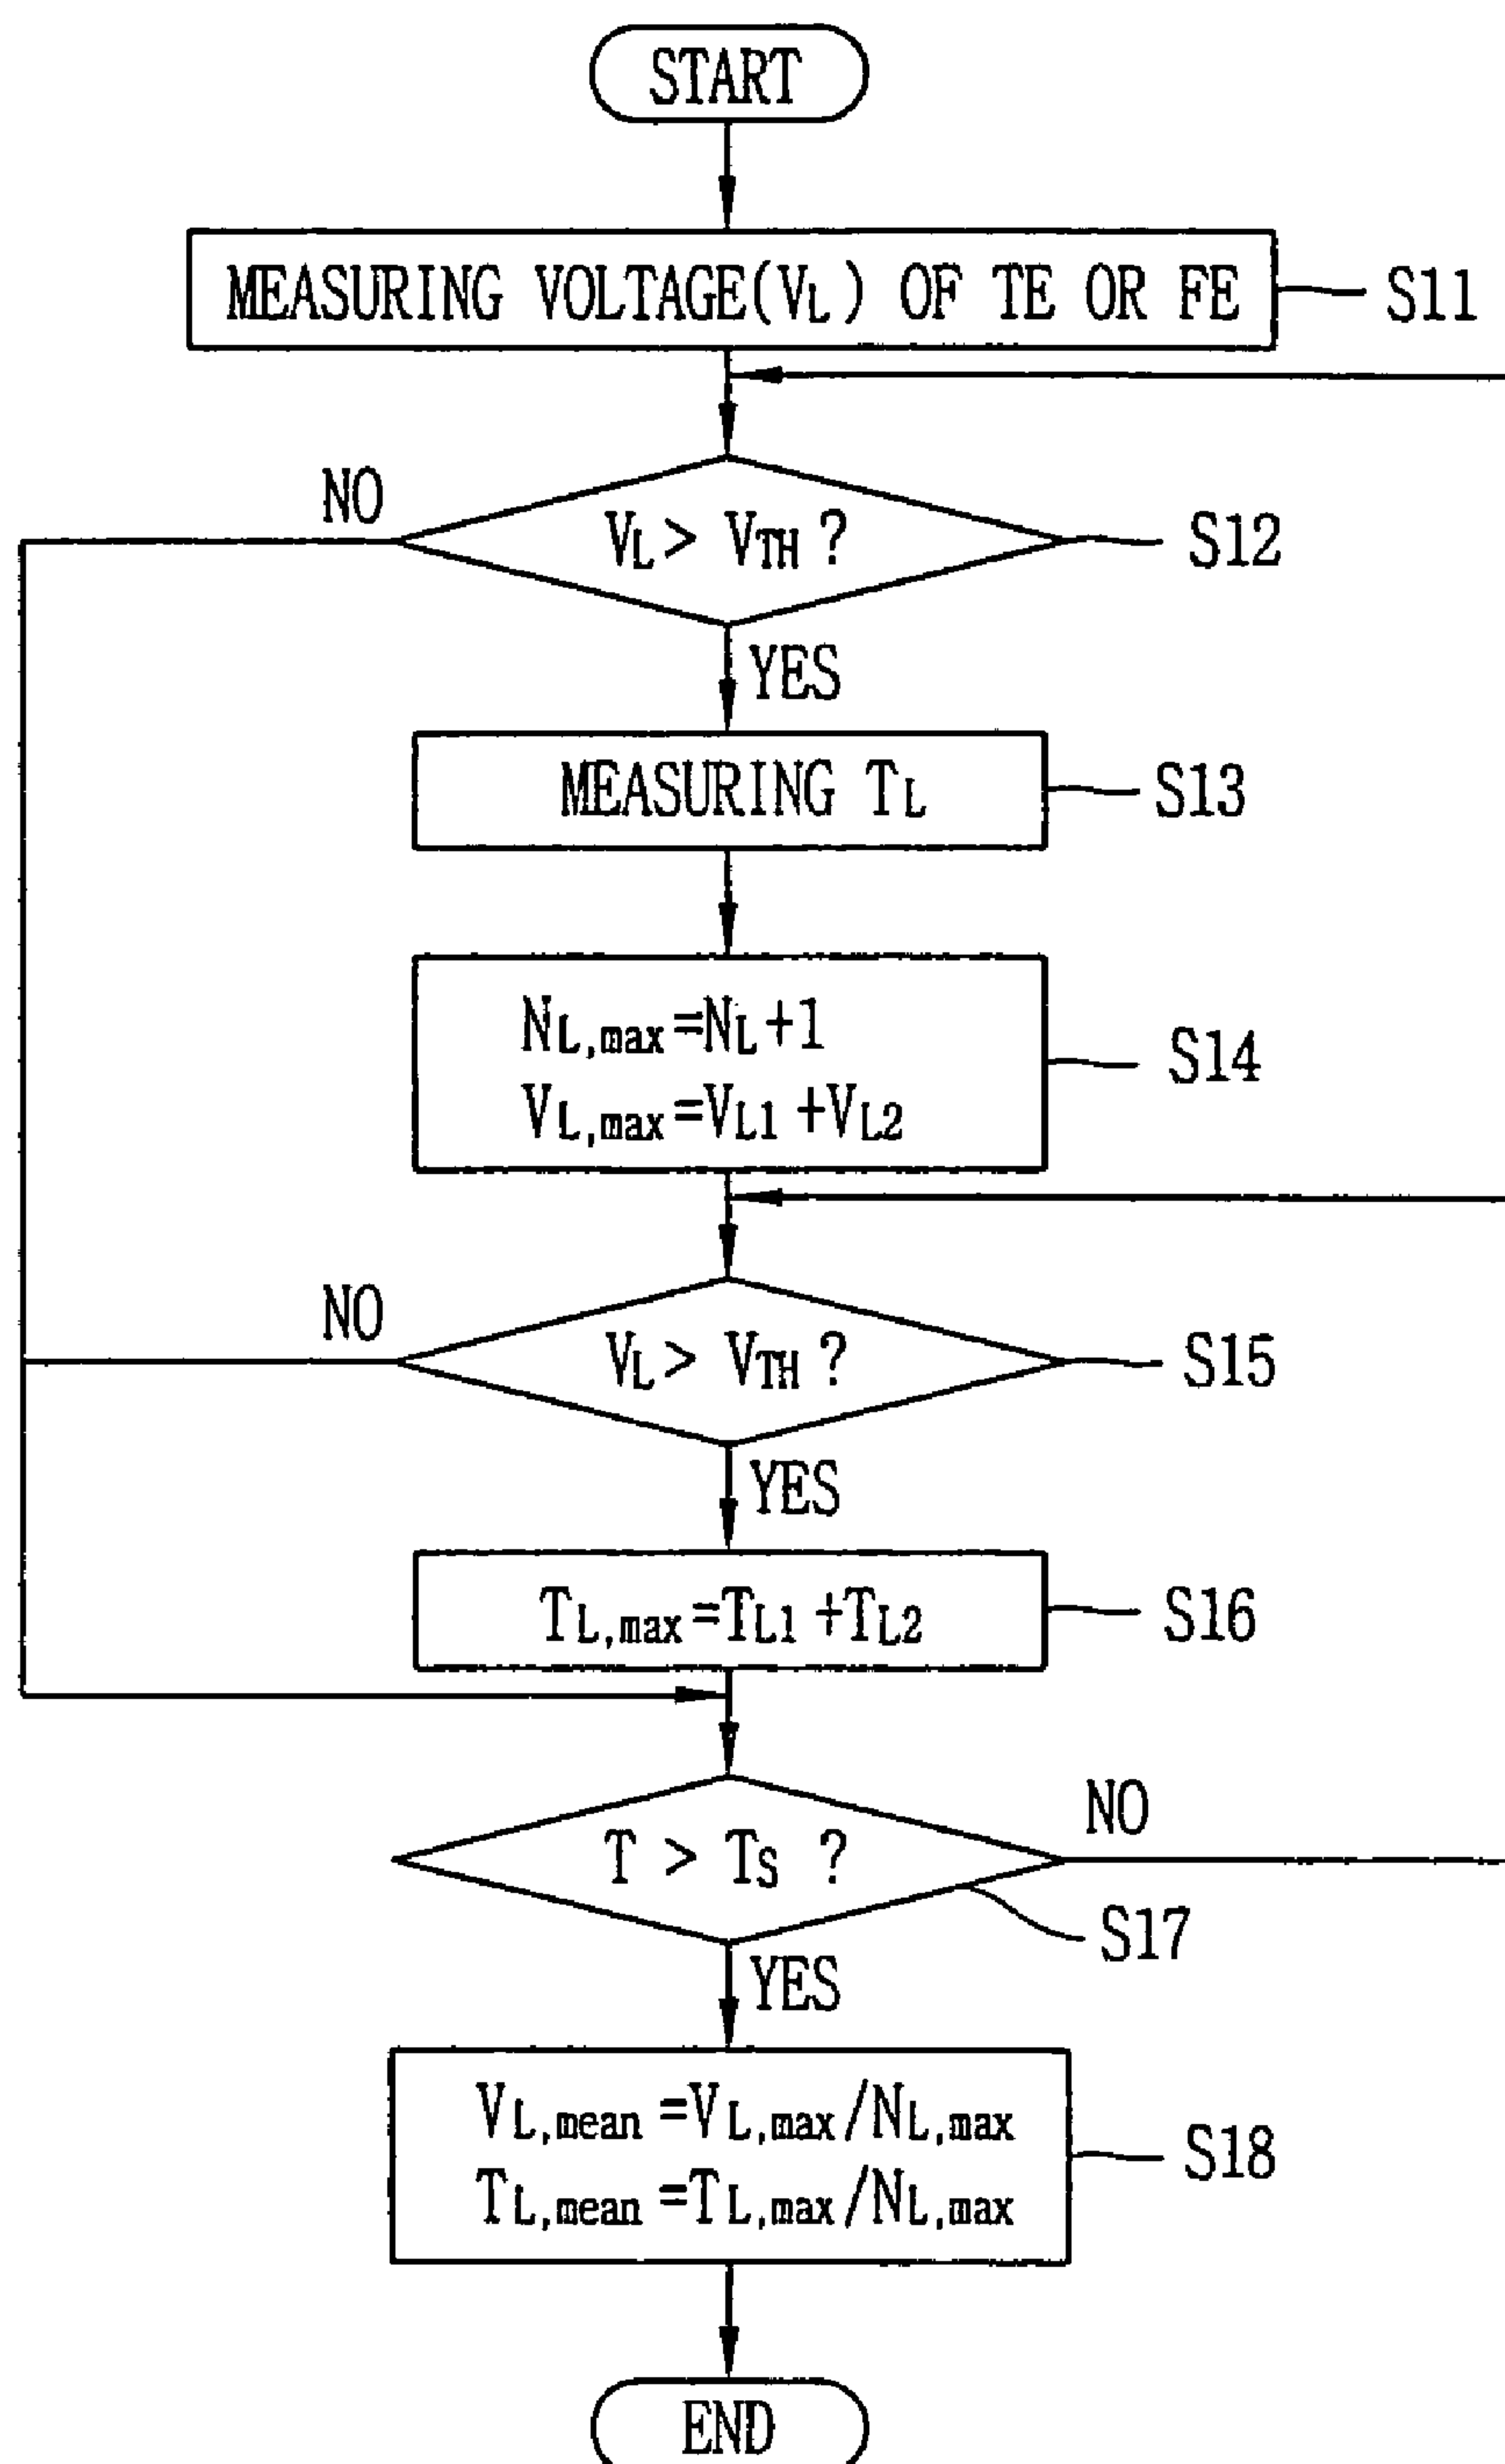 START
MEASURING VOLTAGE(VL) OF TE OR FE
S11
NO
VL> VTH ?
S12
YES
MEASURING TL
S13
NL,max=NL+1
VL,max=VL1+VL2
S14
NO
VL> VTH ?
S15
YES
TL,max=TL1+TL2
S16
T > TS ?
NO
S17
YES
VL,mean=VL,max/NL,max
TL,mean=TL,max/NL,max
S18
END